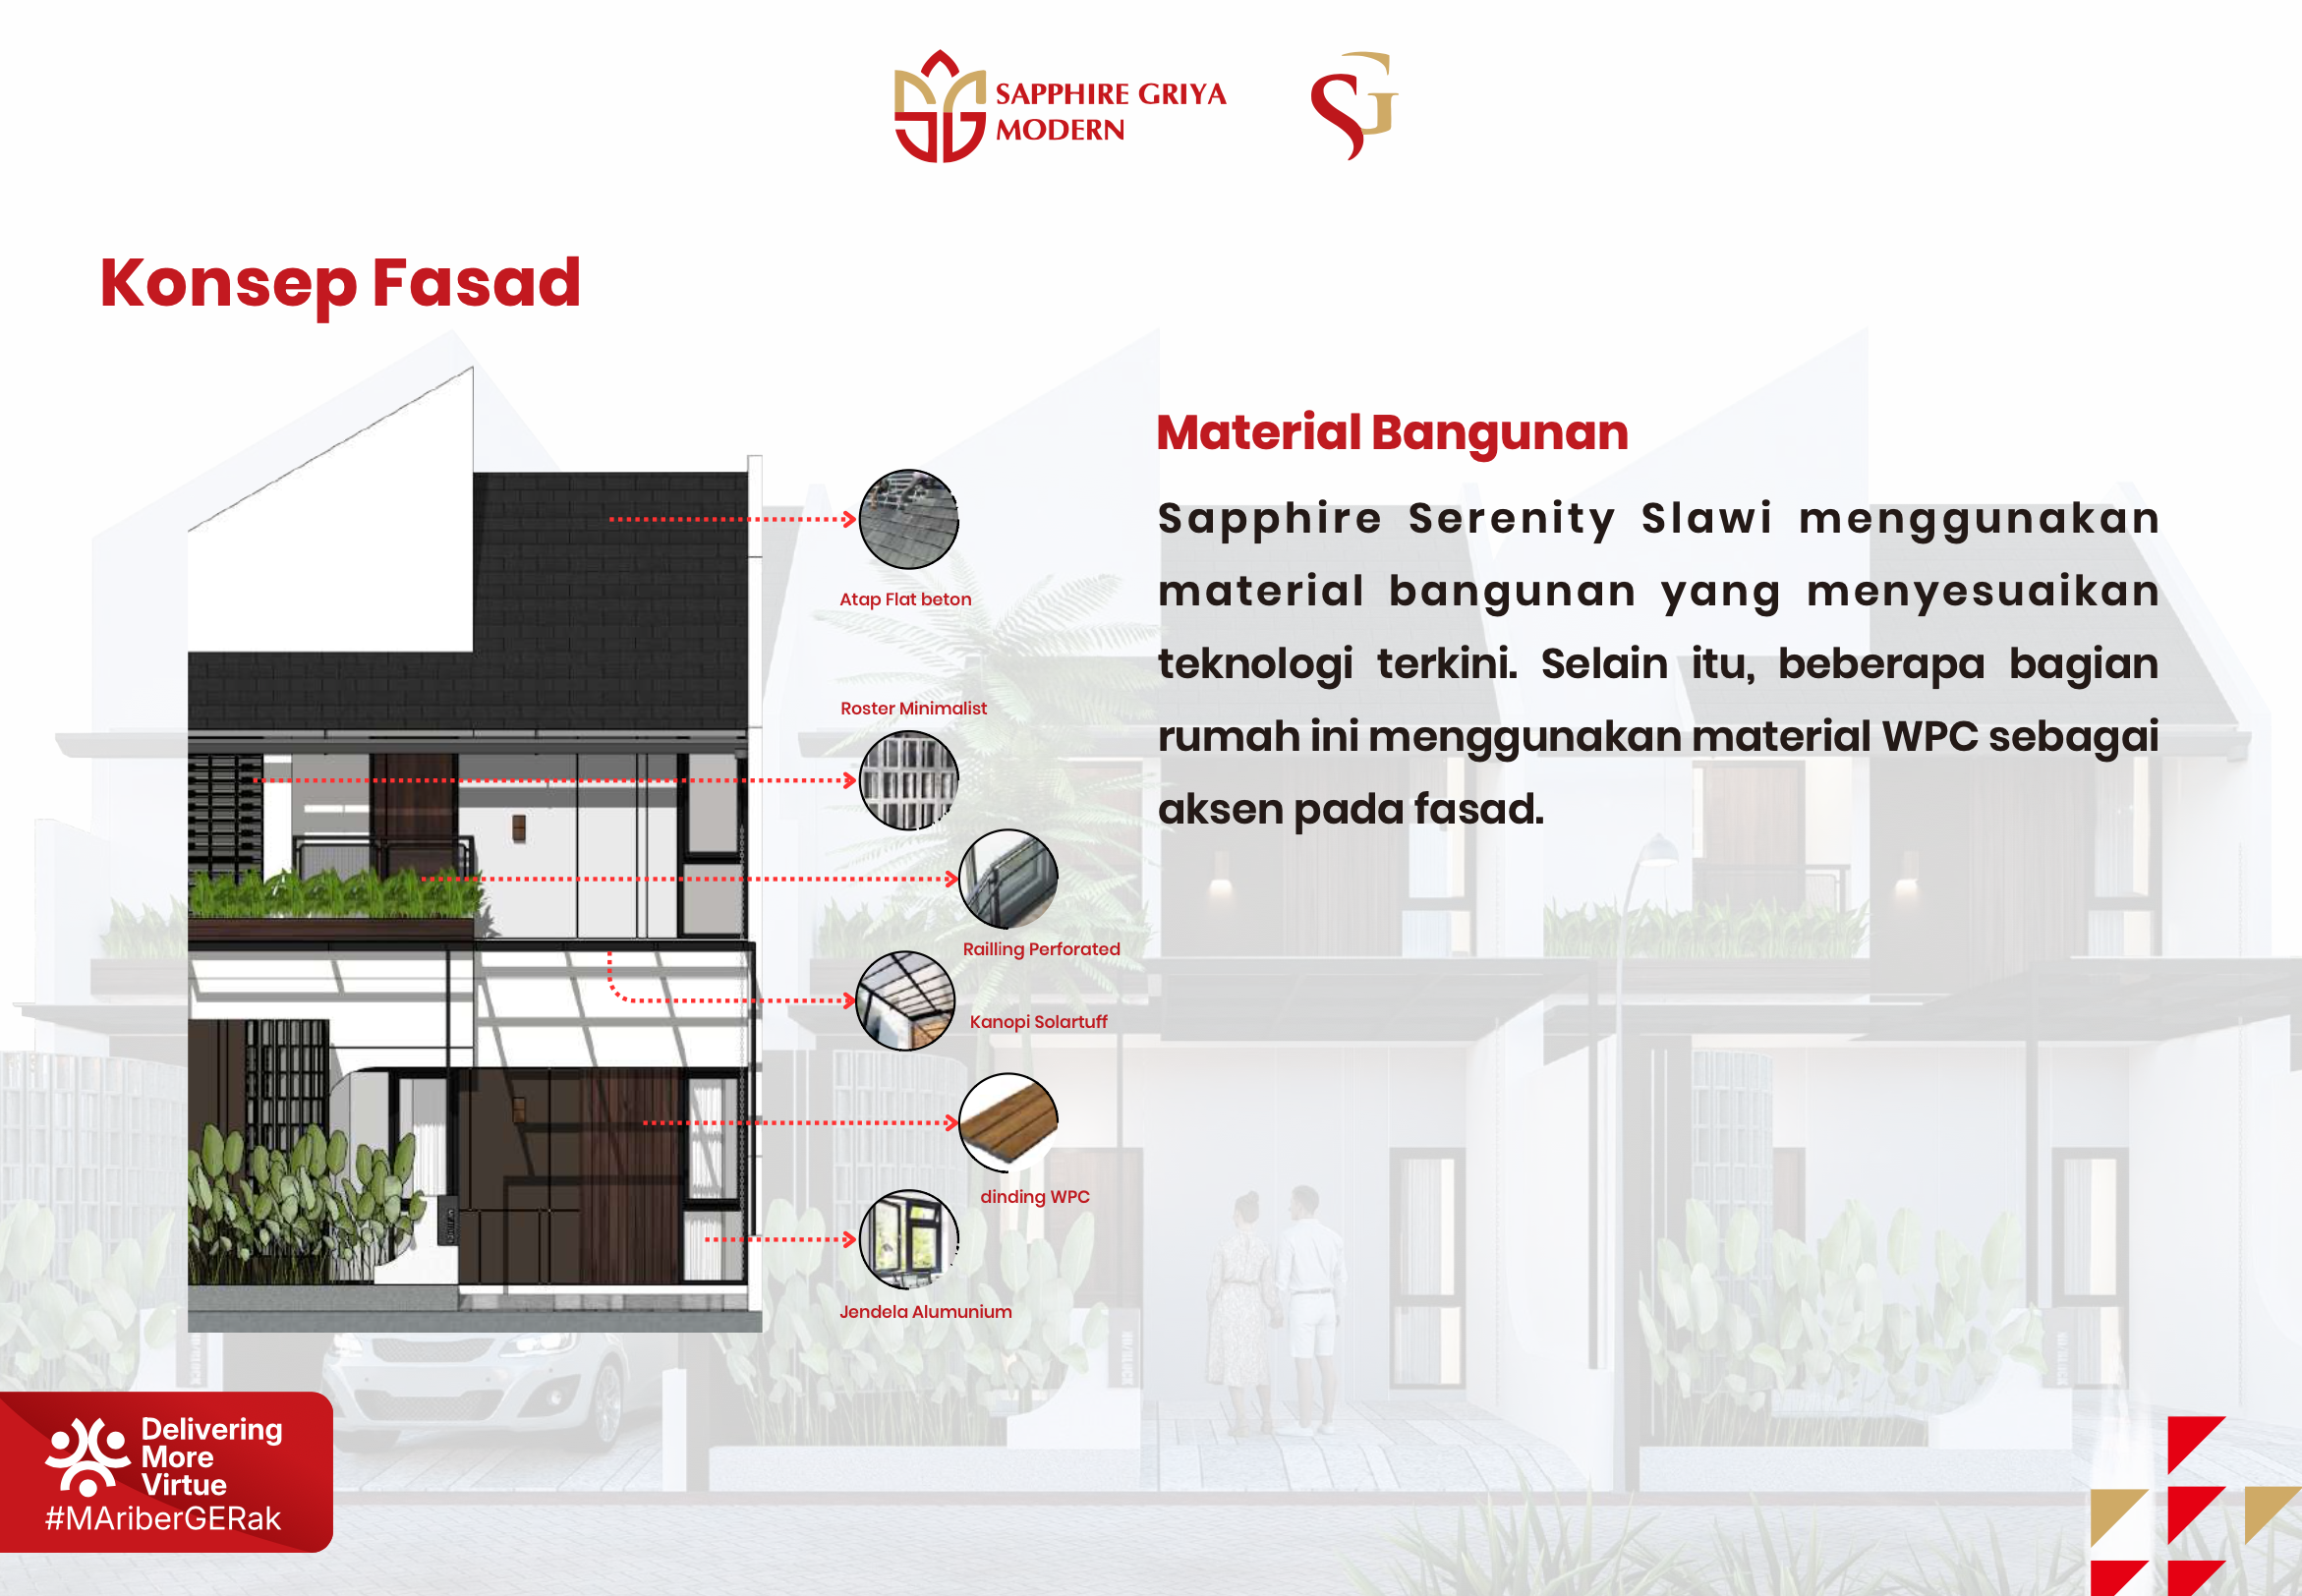 SAPPHIRE GRIYA
MODERN
SG
Konsep Fasad
Atap Flat beton
Roster Minimalist
Railling Perforated
Kanopi Solartuff
dinding WPC
Jendela Alumunium
Material Bangunan
Sapphire Serenity Slawi menggunakan
material bangunan yang menyesuaikan
teknologi terkini. Selain itu, beberapa bagian
rumah ini menggunakan material WPC sebagai
aksen pada fasad.
Delivering
More
Virtue
#MAriberGERak